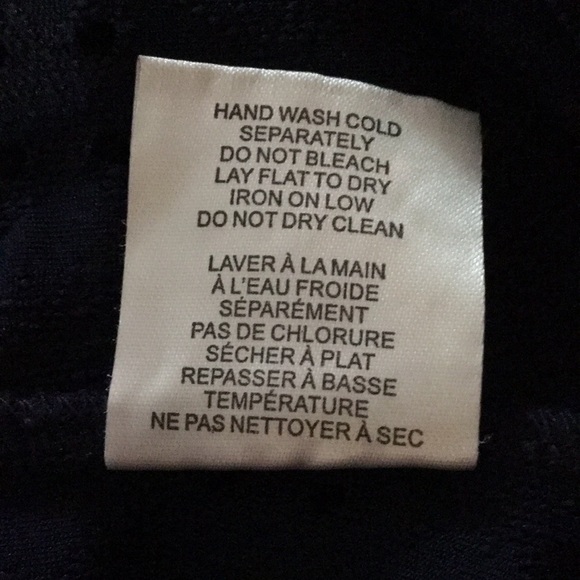 HAND WASH COLD
SEPARATELY
DO NOT BLEACH
LAY FLAT TO DRY
IRON ON LOW
DO NOT DRY CLEAN
LAVER À LA MAIN
À L'EAU FROIDE
SÉPARÉMENT
PAS DE CHLORURE
SÉCHER À PLAT
REPASSER À BASSE
TEMPÉRATURE
NE PAS NETTOYER À SEC